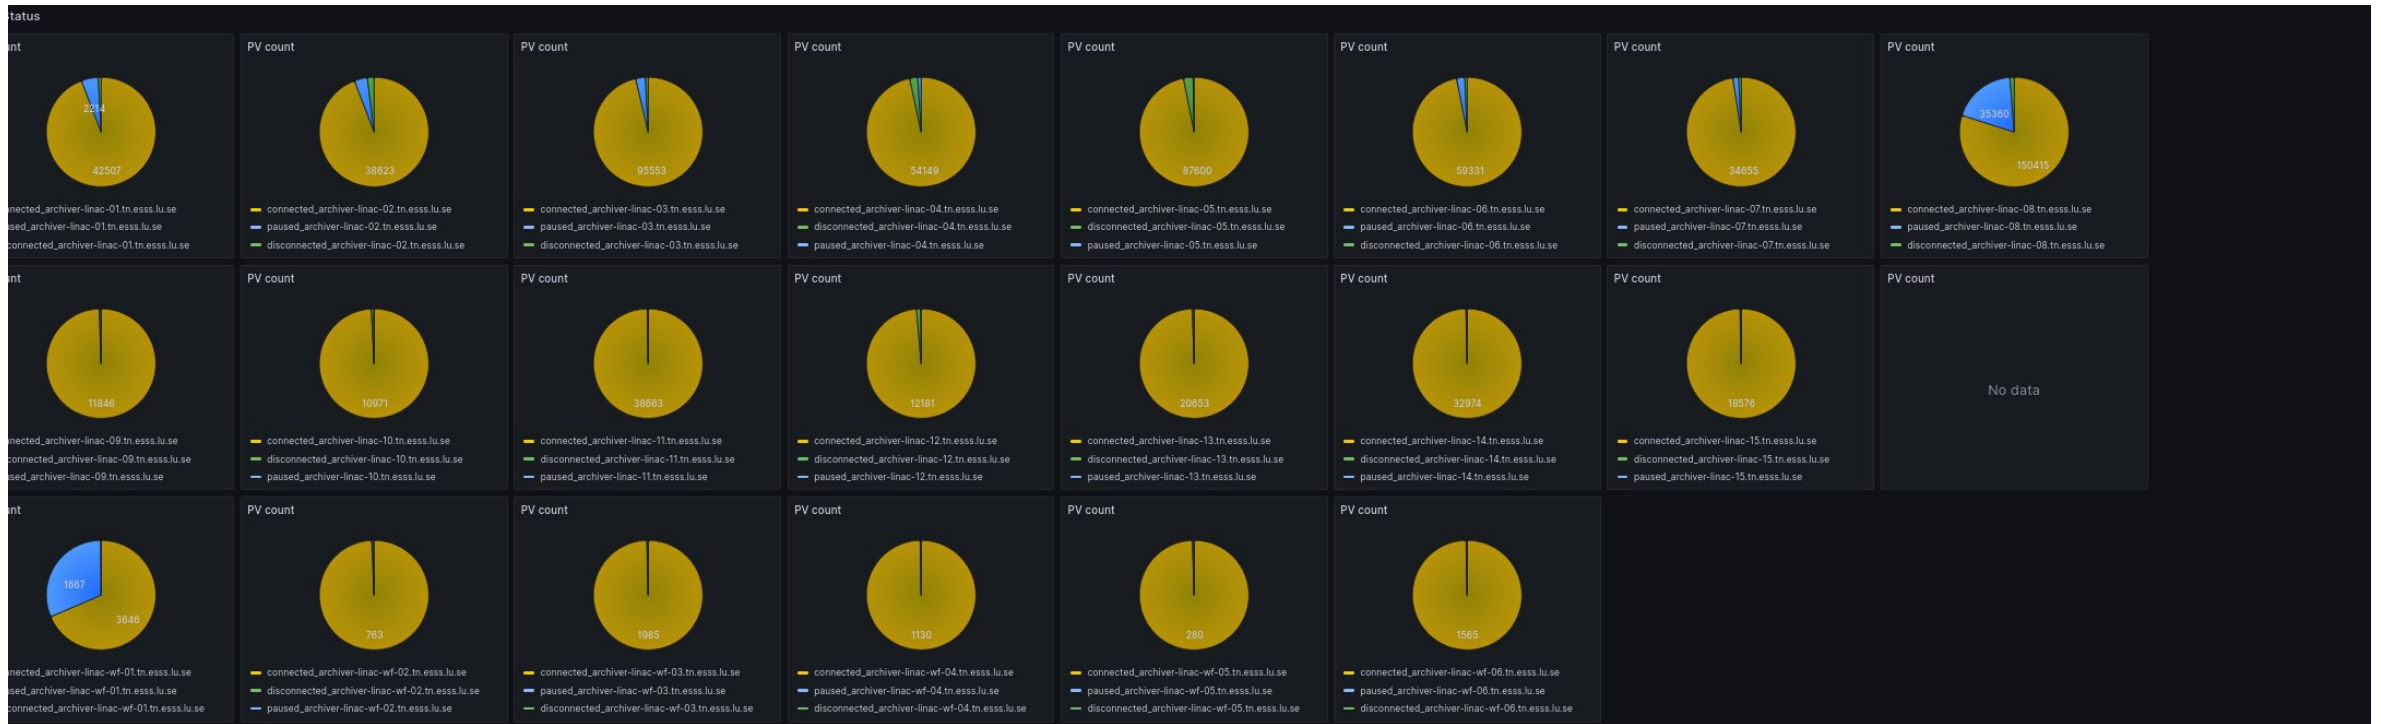 Status
unt
2214
42507
nnected_archiver-linac-01.tn.esss.lu.se
used_archiver-linac-01.tn.esss.lu.se
connected_archiver-linac-01.tn.esss.lu.se
PV count
38623
connected_archiver-linac-02.tn.esss.lu.se
paused_archiver-linac-02.tn.esss.lu.se
disconnected_archiver-linac-02.tn.esss.lu.se
PV count
95553
connected_archiver-linac-03.tn.esss.lu.se
paused_archiver-linac-03.tn.esss.lu.se
disconnected_archiver-linac-03.tn.esss.lu.se
PV count
54149
connected_archiver-linac-04.tn.esss.lu.se
disconnected_archiver-linac-04.tn.esss.lu.se
paused_archiver-linac-04.tn.esss.lu.se
PV count
87600
connected_archiver-linac-05.tn.esss.lu.se
disconnected_archiver-linac-05.tn.esss.lu.se
paused_archiver-linac-05.tn.esss.lu.se
PV count
59331
connected_archiver-linac-06.tn.esss.lu.se
paused_archiver-linac-06.tn.esss.lu.se
disconnected_archiver-linac-06.tn.esss.lu.se
PV count
34655
connected_archiver-linac-07.tn.esss.lu.se
paused_archiver-linac-07.tn.esss.lu.se
disconnected_archiver-linac-07.tn.esss.lu.se
PV count
35360
150415
connected_archiver-linac-08.tn.esss.lu.se
paused_archiver-linac-08.tn.esss.lu.se
disconnected_archiver-linac-08.tn.esss.lu.se
unt
11846
nnected_archiver-linac-09.tn.esss.lu.se
connected_archiver-linac-09.tn.esss.lu.se
used_archiver-linac-09.tn.esss.lu.se
PV count
10971
connected_archiver-linac-10.tn.esss.lu.se
disconnected_archiver-linac-10.tn.esss.lu.se
paused_archiver-linac-10.tn.esss.lu.se
PV count
38663
connected_archiver-linac-11.tn.esss.lu.se
disconnected_archiver-linac-11.tn.esss.lu.se
paused_archiver-linac-11.tn.esss.lu.se
PV count
12181
connected_archiver-linac-12.tn.esss.lu.se
disconnected_archiver-linac-12.tn.esss.lu.se
paused_archiver-linac-12.tn.esss.lu.se
PV count
20653
connected_archiver-linac-13.tn.esss.lu.se
disconnected_archiver-linac-13.tn.esss.lu.se
paused_archiver-linac-13.tn.esss.lu.se
PV count
32974
connected_archiver-linac-14.tn.esss.lu.se
disconnected_archiver-linac-14.tn.esss.lu.se
paused_archiver-linac-14.tn.esss.lu.se
PV count
18576
connected_archiver-linac-15.tn.esss.lu.se
disconnected_archiver-linac-15.tn.esss.lu.se
paused_archiver-linac-15.tn.esss.lu.se
PV count
No data
unt
1667
3646
nnected_archiver-linac-wf-01.tn.esss.lu.se
used_archiver-linac-wf-01.tn.esss.lu.se
connected_archiver-linac-wf-01.tn.esss.lu.se
PV count
763
connected_archiver-linac-wf-02.tn.esss.lu.se
disconnected_archiver-linac-wf-02.tn.esss.lu.se
paused_archiver-linac-wf-02.tn.esss.lu.se
PV count
1985
connected_archiver-linac-wf-03.tn.esss.lu.se
paused_archiver-linac-wf-03.tn.esss.lu.se
disconnected_archiver-linac-wf-03.tn.esss.lu.se
PV count
1130
connected_archiver-linac-wf-04.tn.esss.lu.se
paused_archiver-linac-wf-04.tn.esss.lu.se
disconnected_archiver-linac-wf-04.tn.esss.lu.se
PV count
280
connected_archiver-linac-wf-05.tn.esss.lu.se
paused_archiver-linac-wf-05.tn.esss.lu.se
disconnected_archiver-linac-wf-05.tn.esss.lu.se
PV count
1565
connected_archiver-linac-wf-06.tn.esss.lu.se
paused_archiver-linac-wf-06.tn.esss.lu.se
disconnected_archiver-linac-wf-06.tn.esss.lu.se